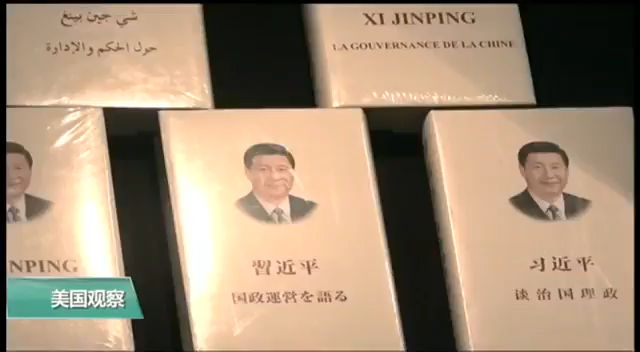 شي جين بينغ
حول الحكم والإدارة
XI JINPING
LA GOUVERNANCE DE LA CHINE
NPING
習近平
国政運営を語る
习近平
谈治国理政
美国观察